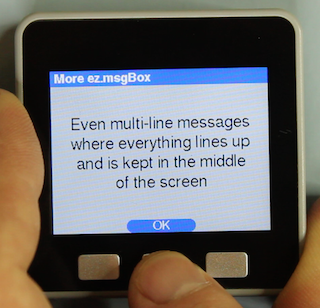 More ez.msgBox
Even multi-line messages
where everything lines up
and is kept in the middle
of the screen
OK